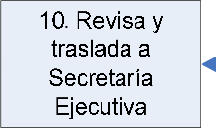 10. Revisa y
traslada a
Secretaría
Ejecutiva